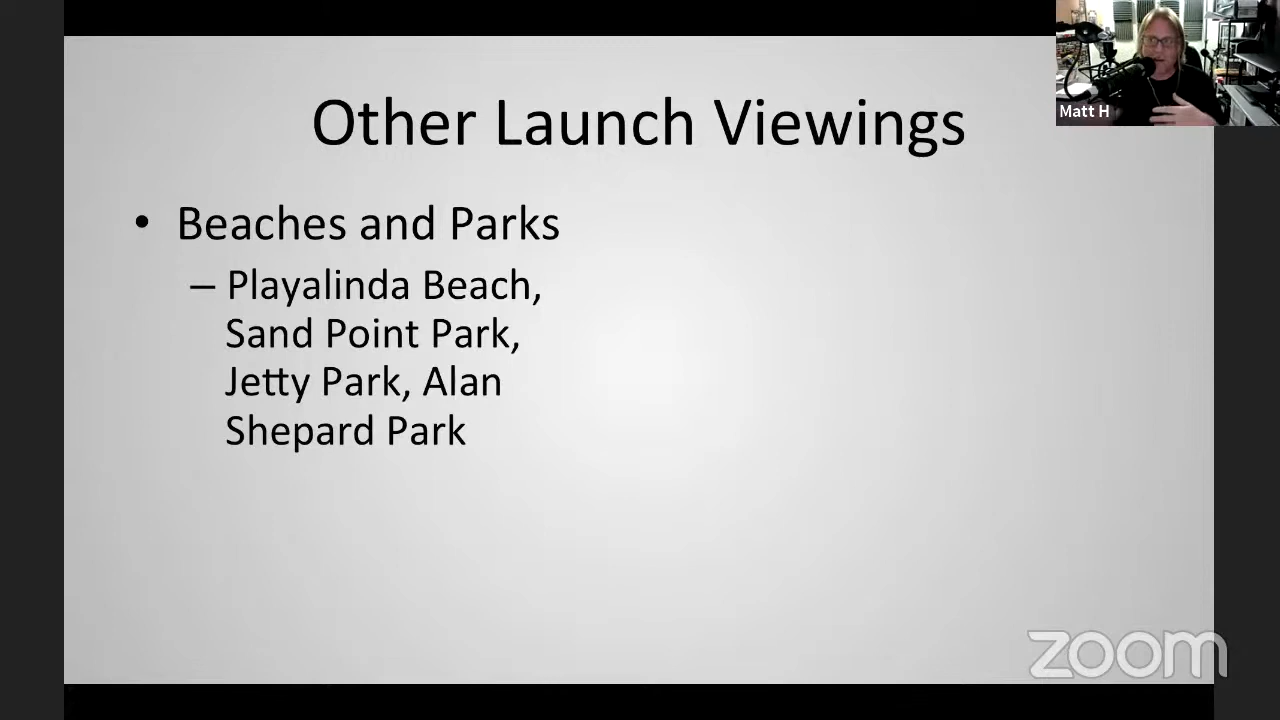 Other Launch Viewings
Matt H
• Beaches and Parks
– Playalinda Beach,
Sand Point Park,
Jetty Park, Alan
Shepard Park
zoom